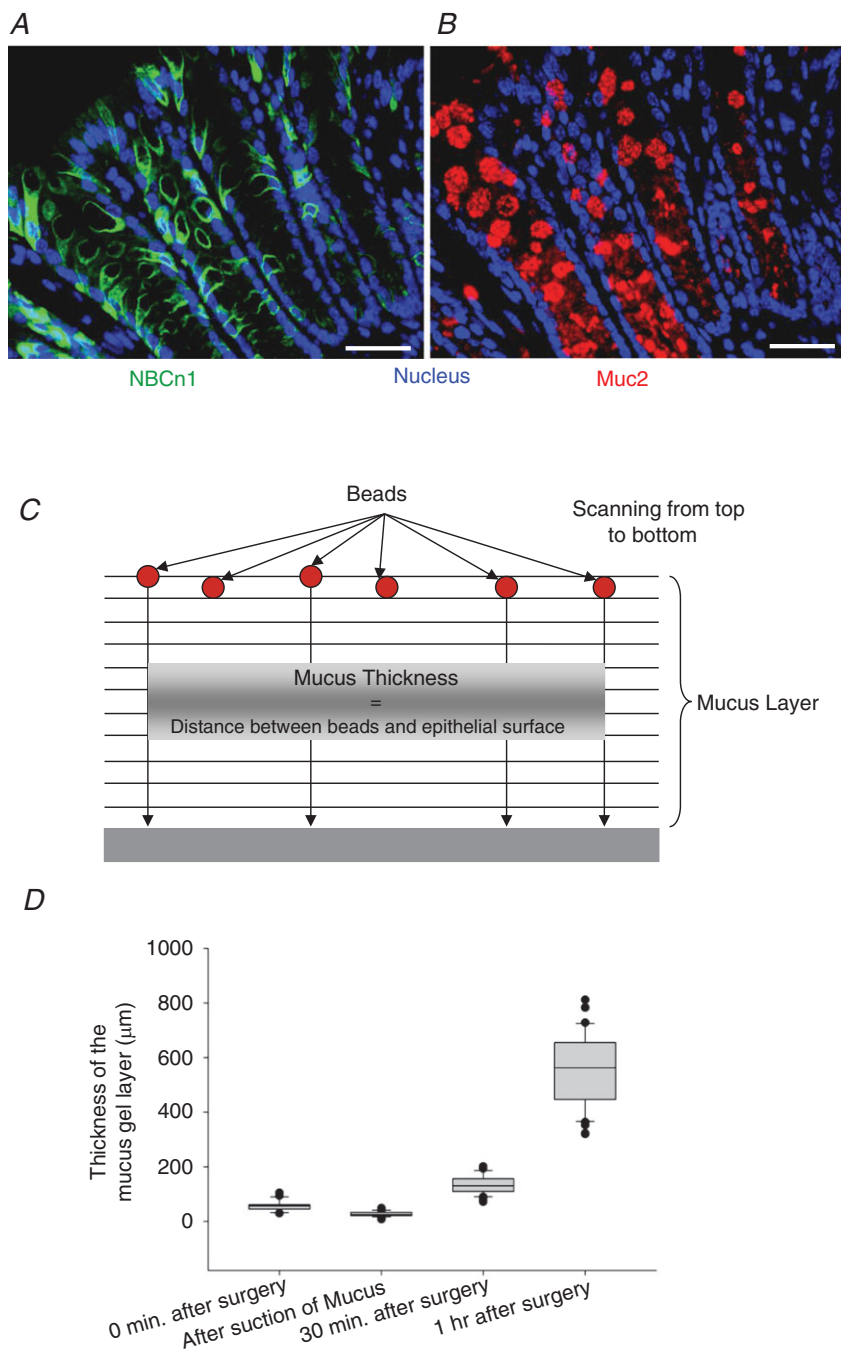 A
B
NBCn1
Nucleus
Muc2
C
Beads
Scanning from top
to bottom
Mucus Thickness
=
Distance between beads and epithelial surface
Mucus Layer
D
Thickness of the
mucus gel layer (μm)
1000
800
600
400
200
0
0 min. after surgery
After suction of Mucus
30 min. after surgery
1 hr after surgery